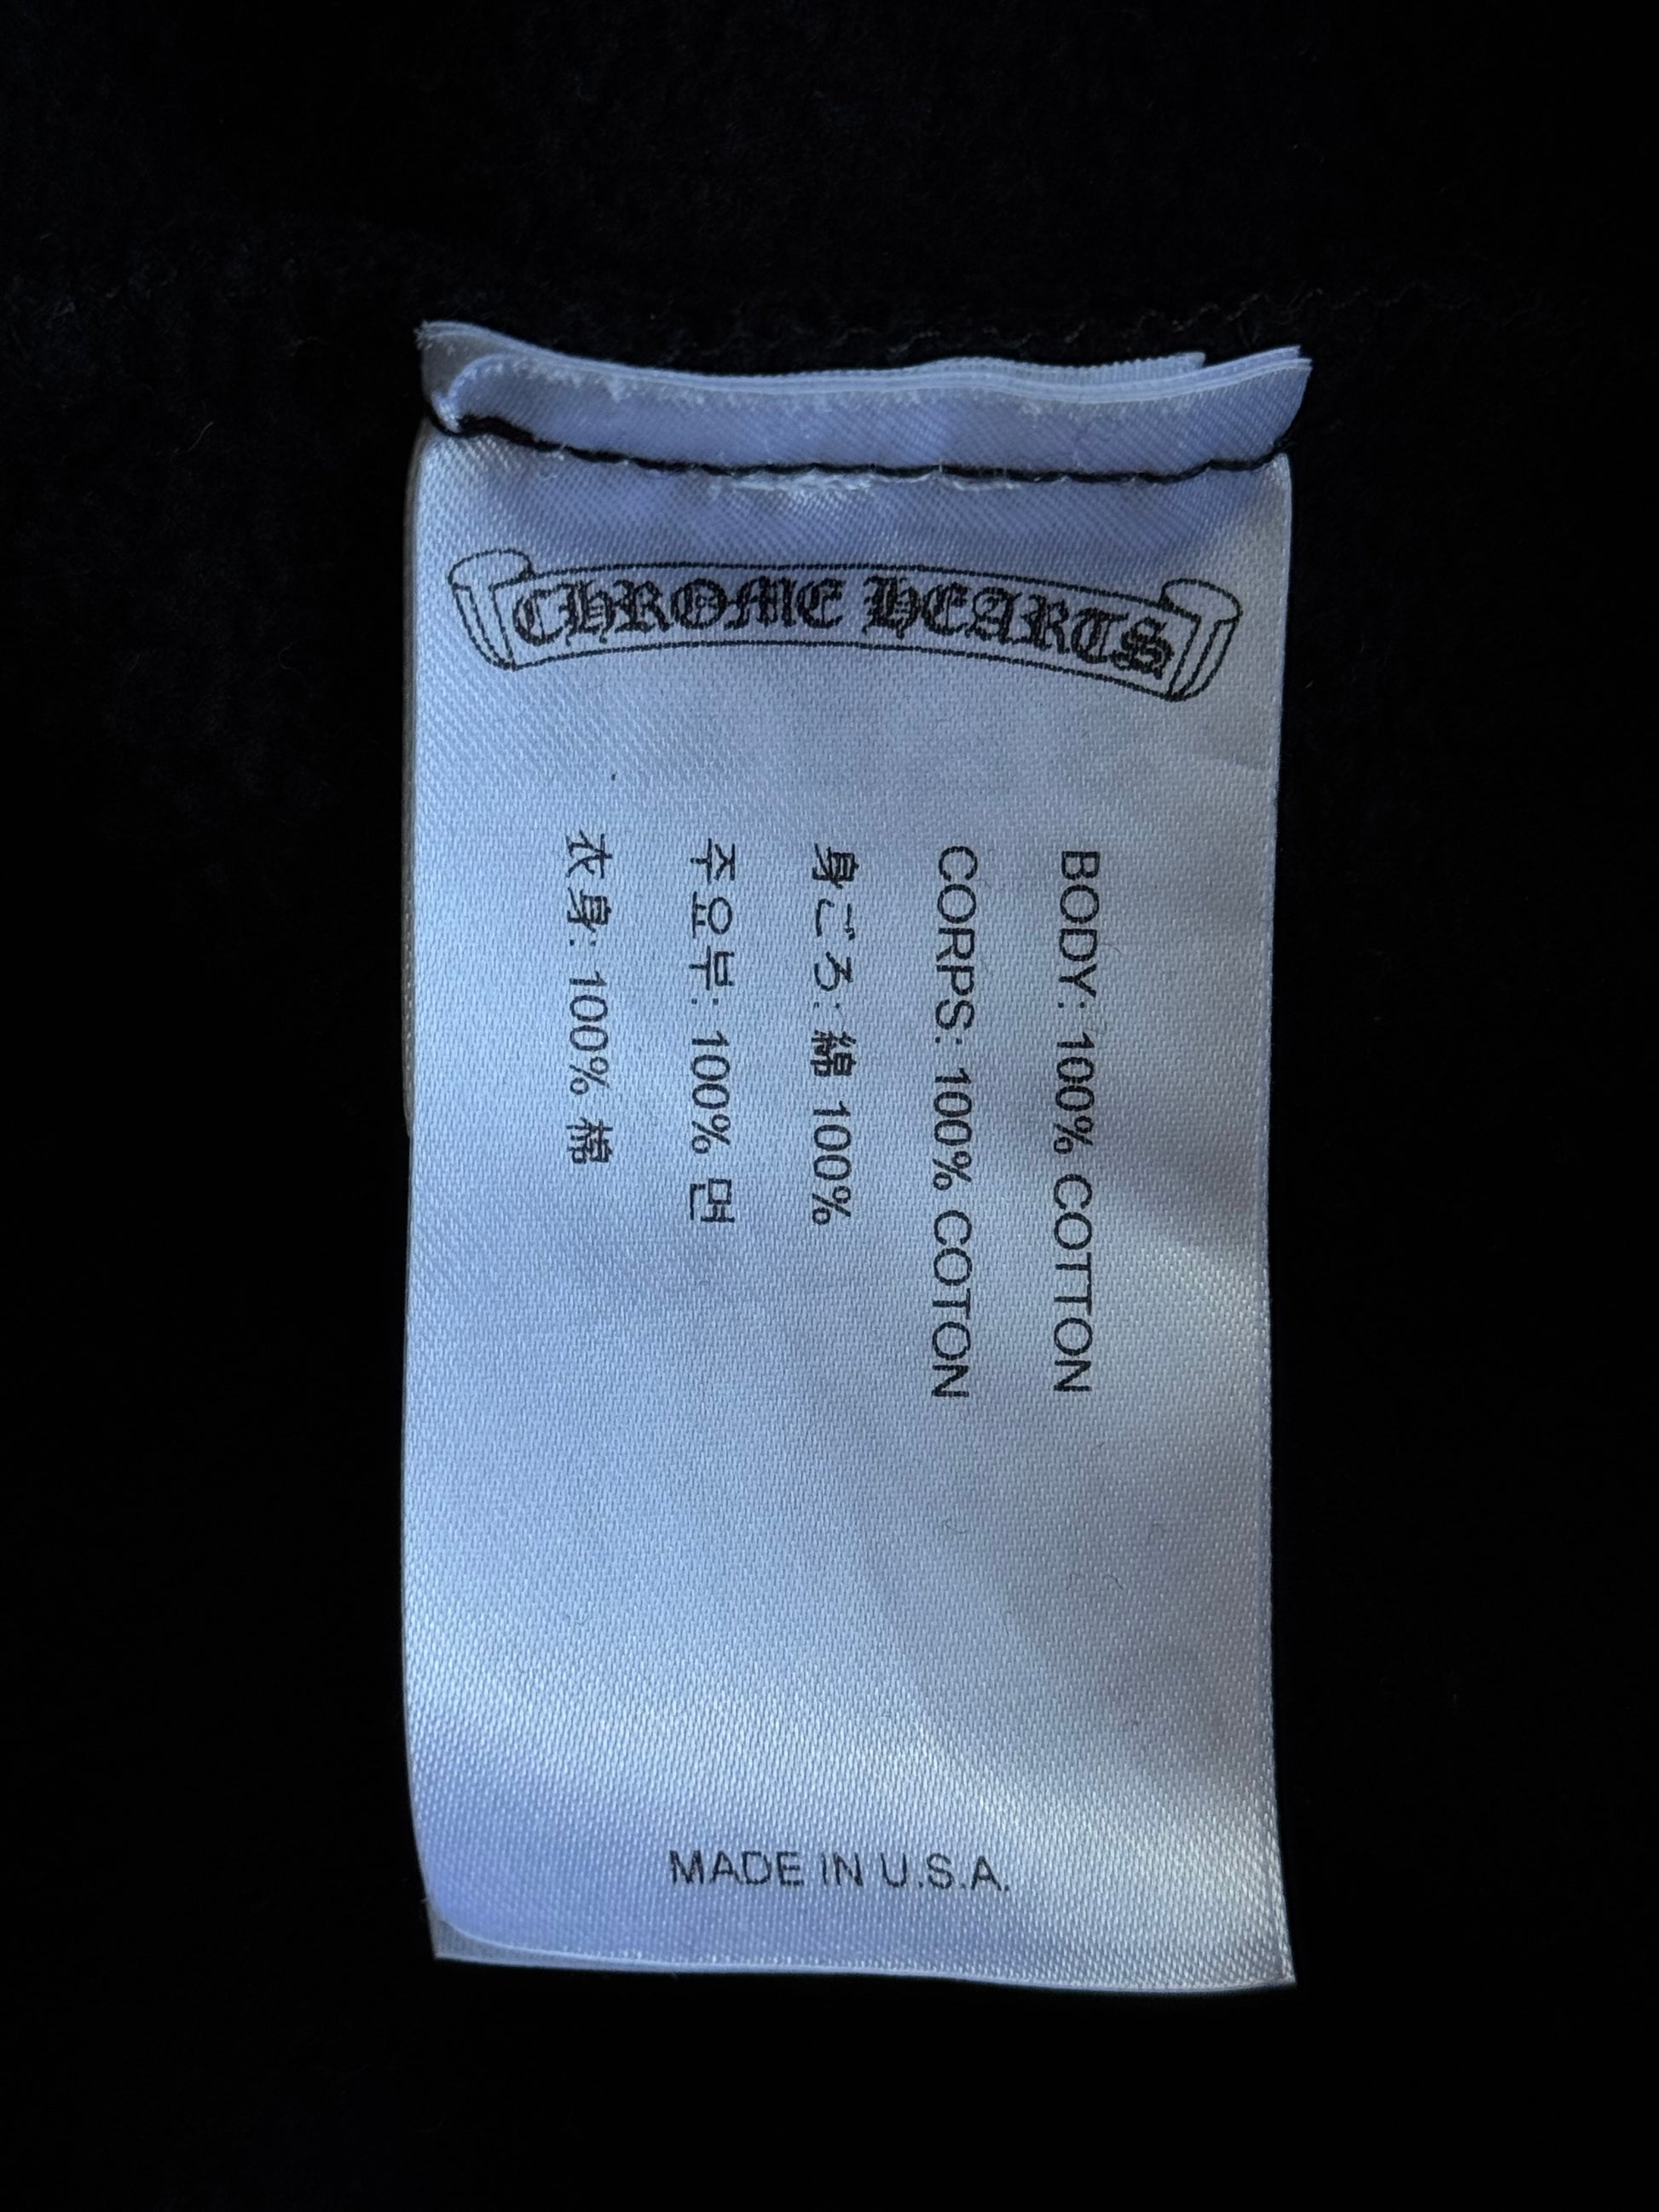 CHROME HEARTS
BODY: 100% COTTON
CORPS: 100% COTON
身ごろ: 綿 100%
주요부: 100% 면
衣身: 100% 棉
MADE IN U.S.A.